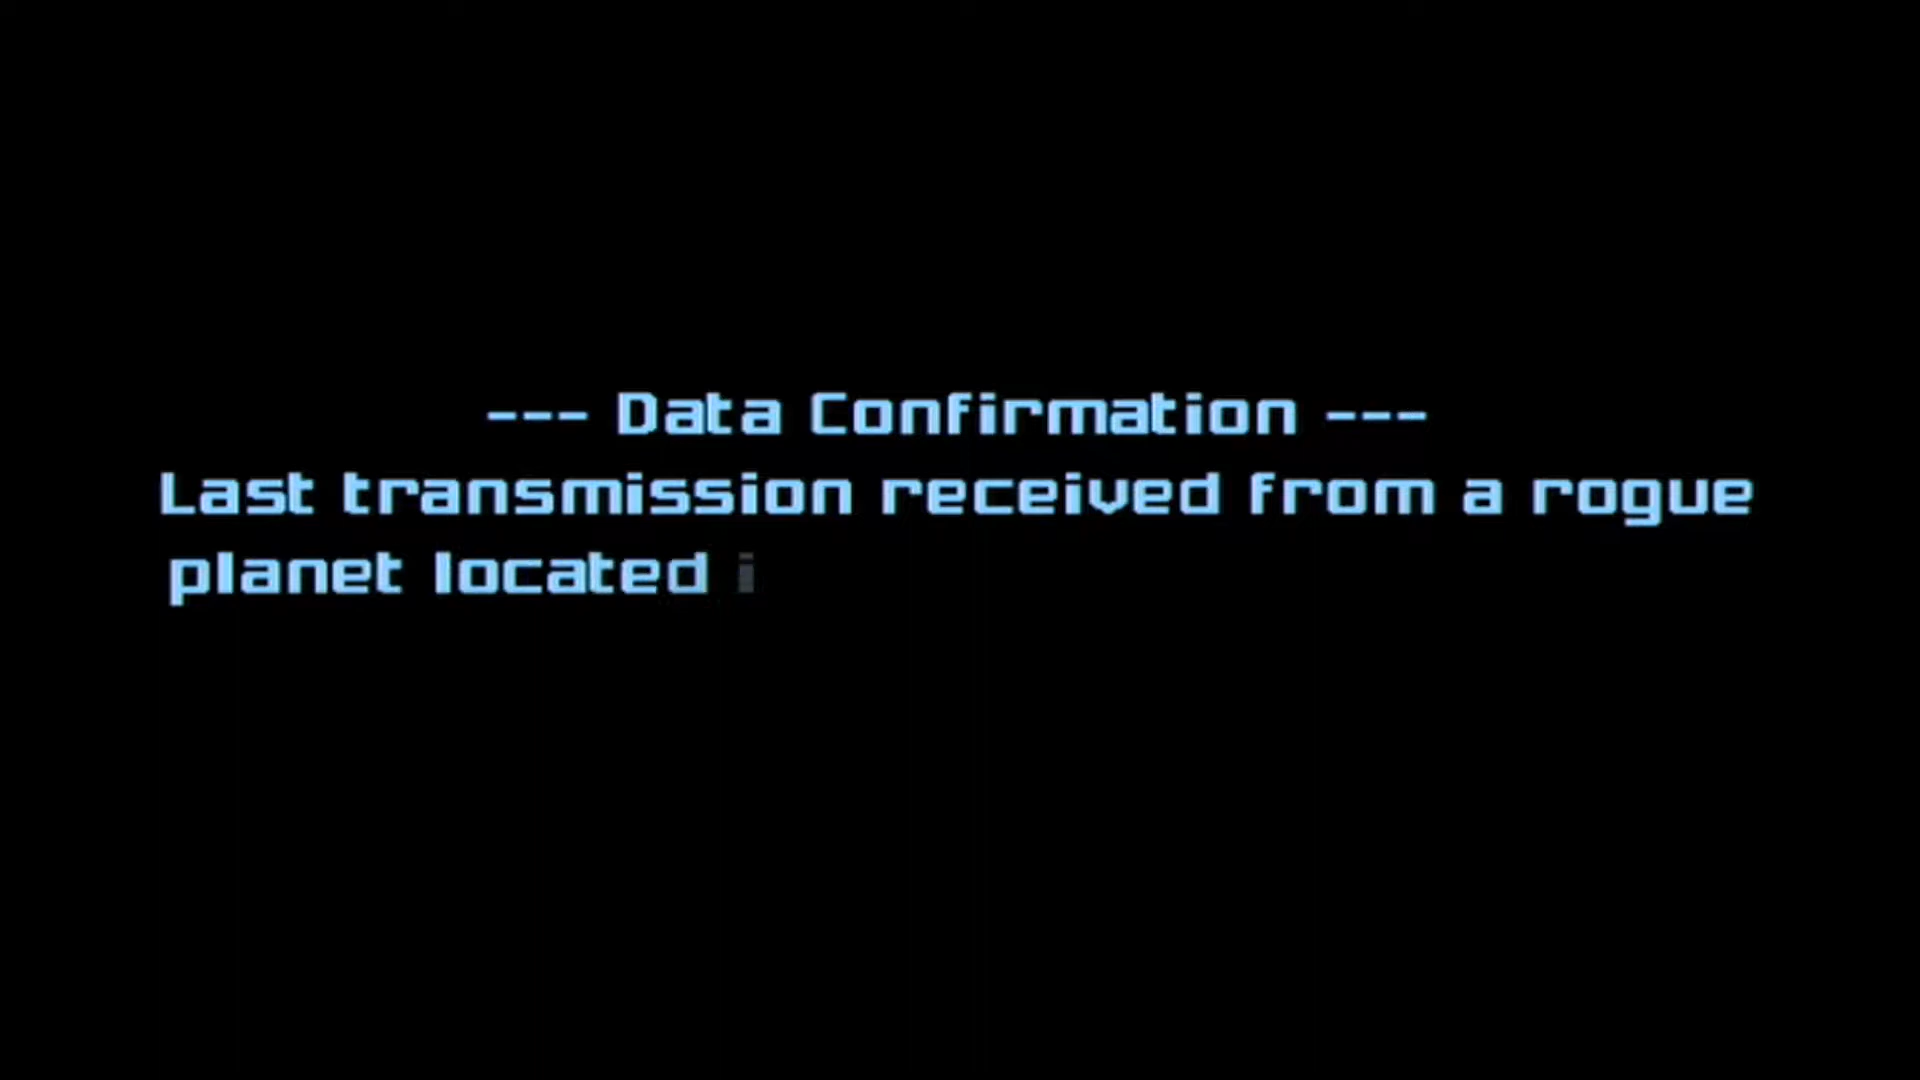 --- Data Confirmation ---
Last transmission received from a rogue
planet located i